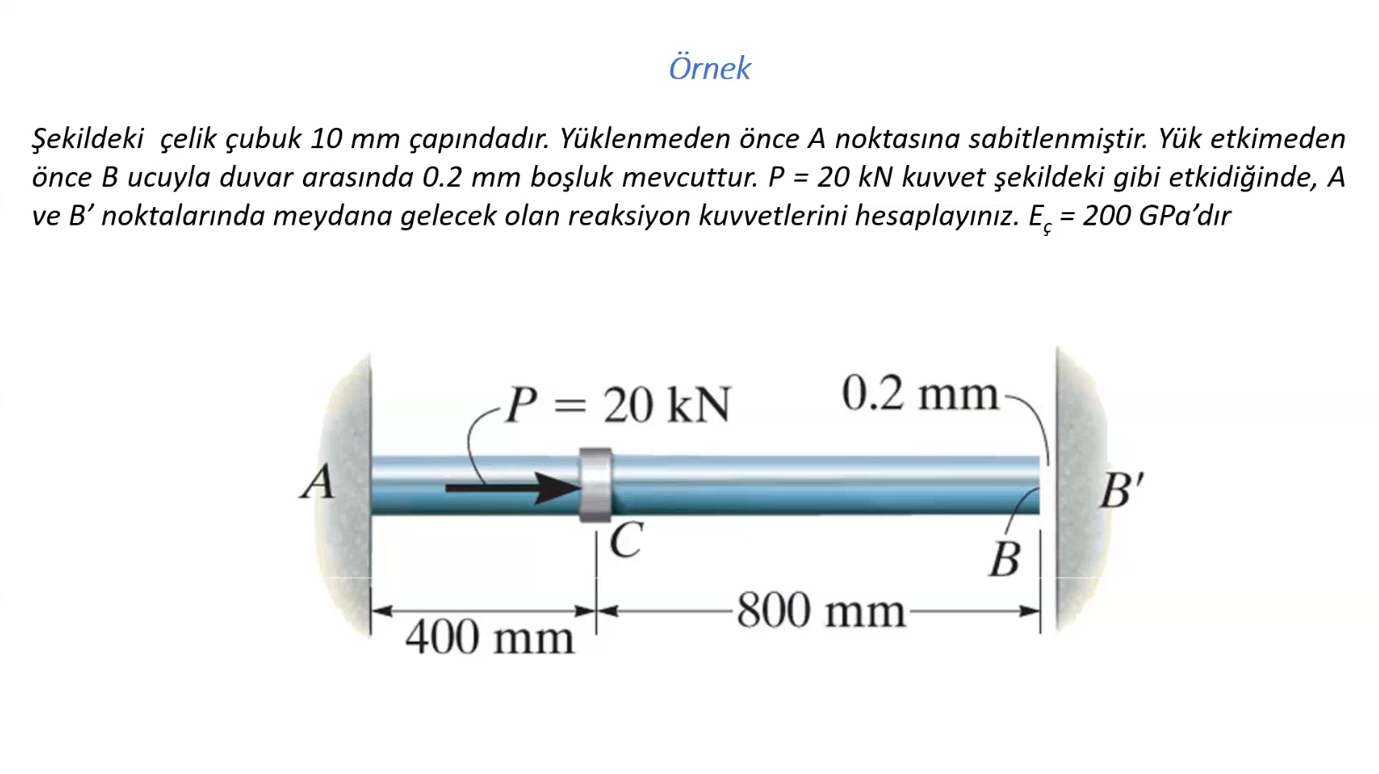 Örnek
Şekildeki çelik çubuk 10 mm çapındadır. Yüklenmeden önce A noktasına sabitlenmiştir. Yük etkimeden
önce B ucuyla duvar arasında 0.2 mm boşluk mevcuttur. P = 20 kN kuvvet şekildeki gibi etkidiğinde, A
ve B’ noktalarında meydana gelecek olan reaksiyon kuvvetlerini hesaplayınız. Eç = 200 GPa’dır
P = 20 kN
0.2 mm
A
B'
C
B
800 mm
400 mm